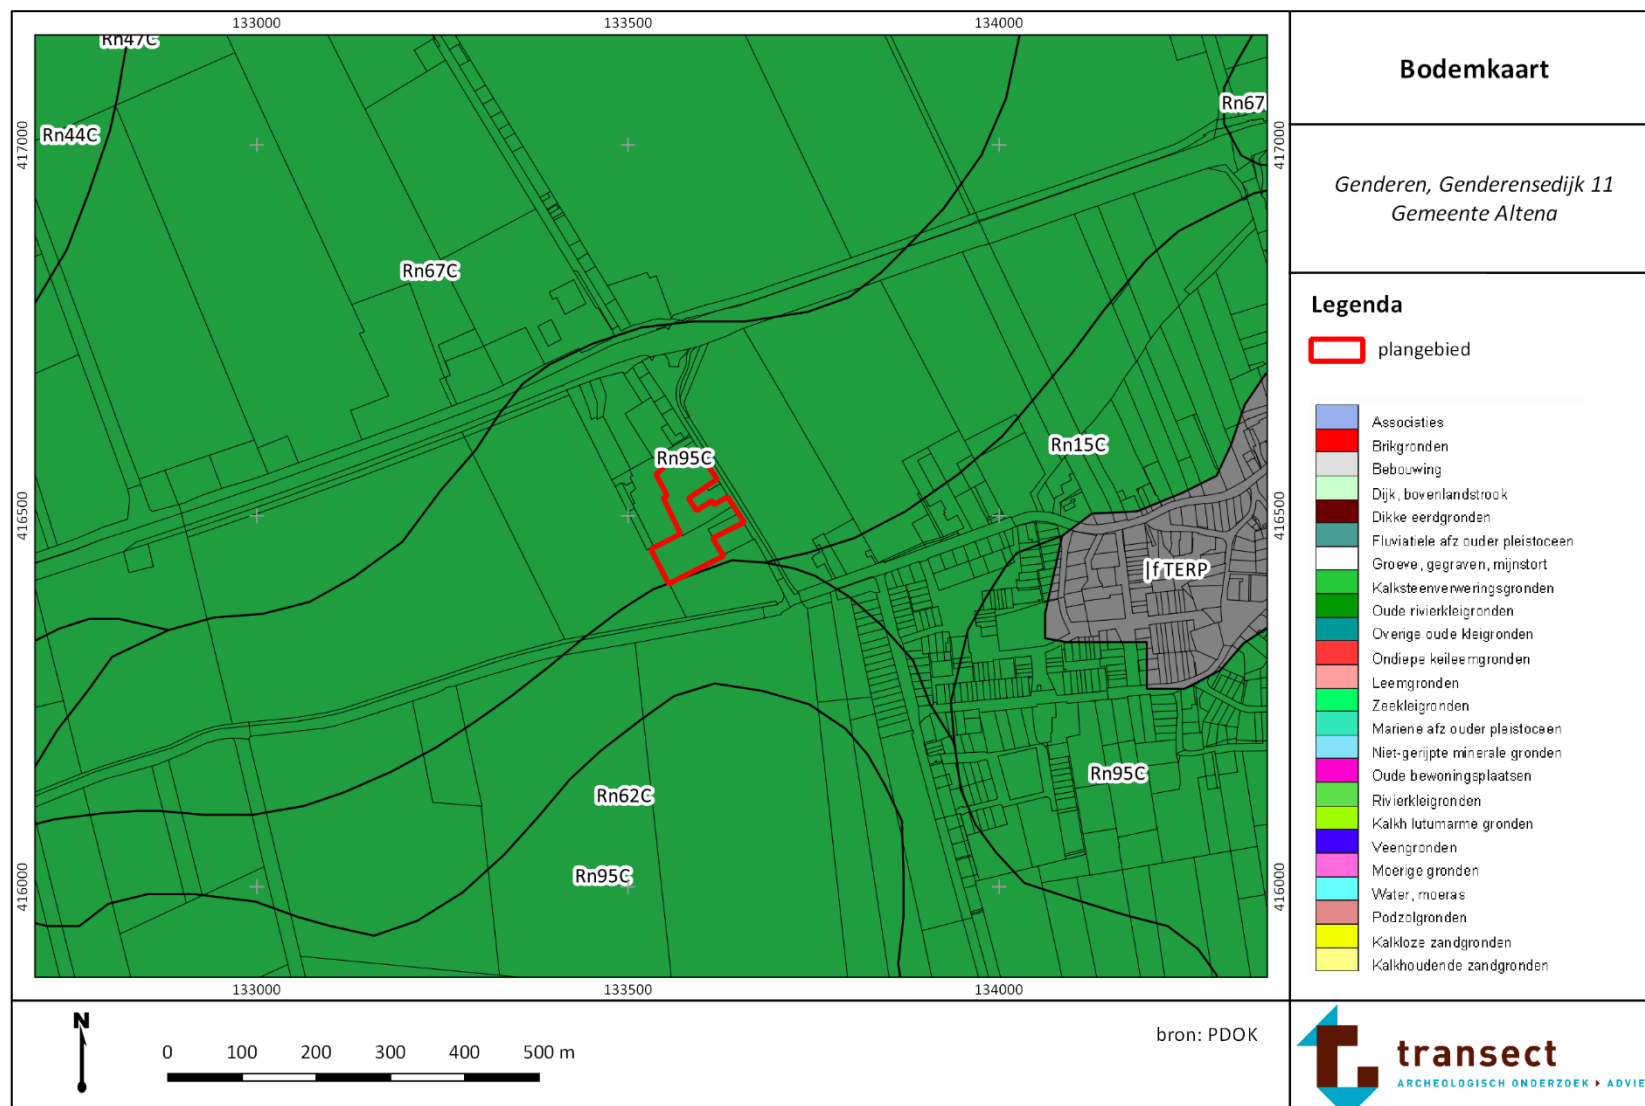 133000 133500 134000
Rn47C
Rn44C
Rn67
417000
417000
Rn67C
Rn15C
Rn95C
416500
416500
|fTERP
Rn62C
Rn95C
Rn95C
416000
416000
133000 133500 134000
N
0 100 200 300 400 500 m
bron: PDOK
Bodemkaart
Genderen, Genderensedijk 11
Gemeente Altena
Legenda
plangebied
Associaties
Brikgronden
Bebouwing
Dijk, bovenlandstrook
Dikke eerdgronden
Fluviatiele afz ouder pleistoceen
Groeve, gegraven, mijnstort
Kalksteenverweringsgronden
Oude rivierkleigronden
Overige oude kleigronden
Ondiepe keileemgronden
Leemgronden
Zeekleigronden
Mariene afz ouder pleistoceen
Niet-gerijpte minerale gronden
Oude bewoningsplaatsen
Rivierkleigronden
Kalkh lutumarme gronden
Veengronden
Moerige gronden
Water, moeras
Podzolgronden
Kalkloze zandgronden
Kalkhoudende zandgronden
transect
ARCHEOLOGISCH ONDERZOEK ▸ ADVIE